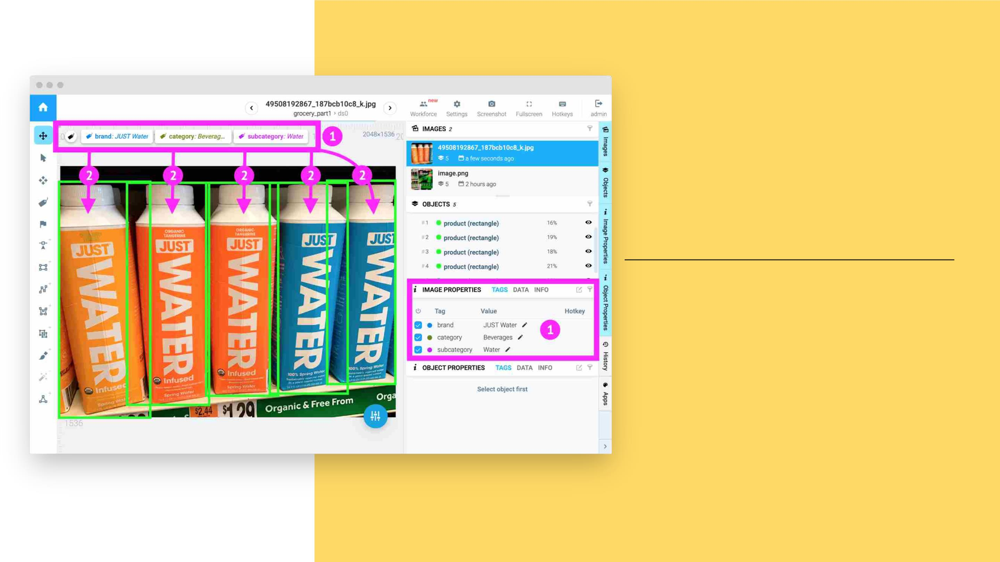 49508192867_187bcb10c8_k.jpg
grocery_part1 > ds0
new
Workforce
Settings
Screenshot
Fullscreen
Hotkeys
admin
brand: JUST Water
category: Beverag...
subcategory: Water
1
2048×1536
2
2
2
2
2
JUST
WATER
Infused
Spring Water
ORGANIC
TANGERINE
JUST
WATER
Infused
Spring Water
ORGANIC
TANGERINE
JUST
WATER
Infused
Spring Water
JUST
WATER
100% Spring Water
JUST
WATER
100% Spring Water
$2.44
$1.29
Organic & Free From
Orga
1536
IMAGES 2
49508192867_187bcb10c8_k.jpg
5
a few seconds ago
image.png
5
2 hours ago
OBJECTS 5
#1 product (rectangle) 16%
#2 product (rectangle) 19%
#3 product (rectangle) 18%
#4 product (rectangle) 21%
IMAGE PROPERTIES TAGS DATA INFO
Tag Value Hotkey
brand JUST Water
category Beverages
subcategory Water
1
OBJECT PROPERTIES TAGS DATA INFO
Select object first
Images
Objects
Image Properties
Object Properties
History
Apps